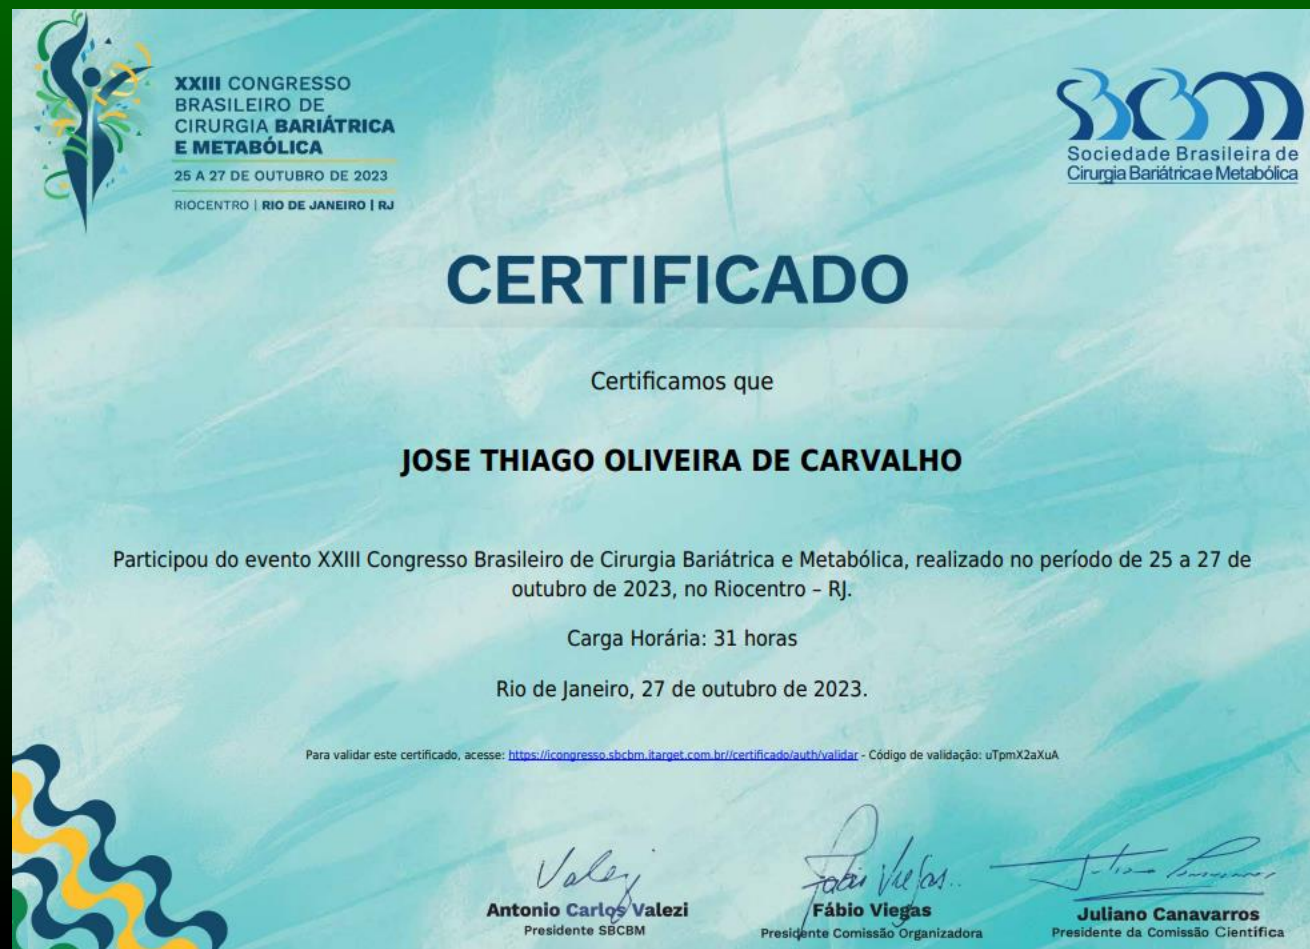 XXIII CONGRESSO
BRASILEIRO DE
CIRURGIA BARIÁTRICA
E METABÓLICA
25 A 27 DE OUTUBRO DE 2023
RIOCENTRO | RIO DE JANEIRO | RJ
SBCBM
Sociedade Brasileira de
Cirurgia Bariátrica e Metabólica
CERTIFICADO
Certificamos que
JOSE THIAGO OLIVEIRA DE CARVALHO
Participou do evento XXIII Congresso Brasileiro de Cirurgia Bariátrica e Metabólica, realizado no período de 25 a 27 de
outubro de 2023, no Riocentro – RJ.
Carga Horária: 31 horas
Rio de Janeiro, 27 de outubro de 2023.
Para validar este certificado, acesse: https://icongresso.sbcbm.itarget.com.br//certificado/auth/validar - Código de validação: uTpmX2aXuA
Valezi
Fábio Viegas
Antonio Carlos Valezi
Presidente SBCBM
Fábio Viegas
Presidente Comissão Organizadora
Juliano Canavarros
Presidente da Comissão Científica